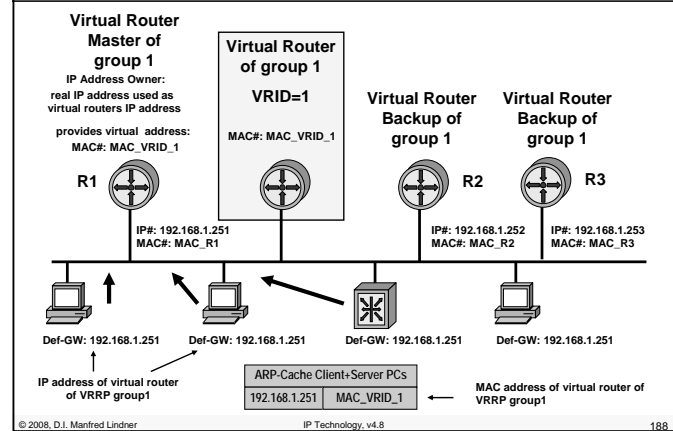 Virtual Router
Master of
group 1
IP Address Owner:
real IP address used as
virtual routers IP address
provides virtual address:
MAC#: MAC_VRID_1
R1
IP#: 192.168.1.251
MAC#: MAC_R1
Virtual Router
of group 1
VRID=1
MAC#: MAC_VRID_1
Virtual Router
Backup of
group 1
R2
IP#: 192.168.1.252
MAC#: MAC_R2
Virtual Router
Backup of
group 1
R3
IP#: 192.168.1.253
MAC#: MAC_R3
Def-GW: 192.168.1.251
Def-GW: 192.168.1.251
Def-GW: 192.168.1.251
Def-GW: 192.168.1.251
IP address of virtual router
of VRRP group1
ARP-Cache Client+Server PCs
192.168.1.251 MAC_VRID_1
MAC address of virtual router of
VRRP group1
© 2008, D.I. Manfred Lindner
IP Technology, v4.8
188